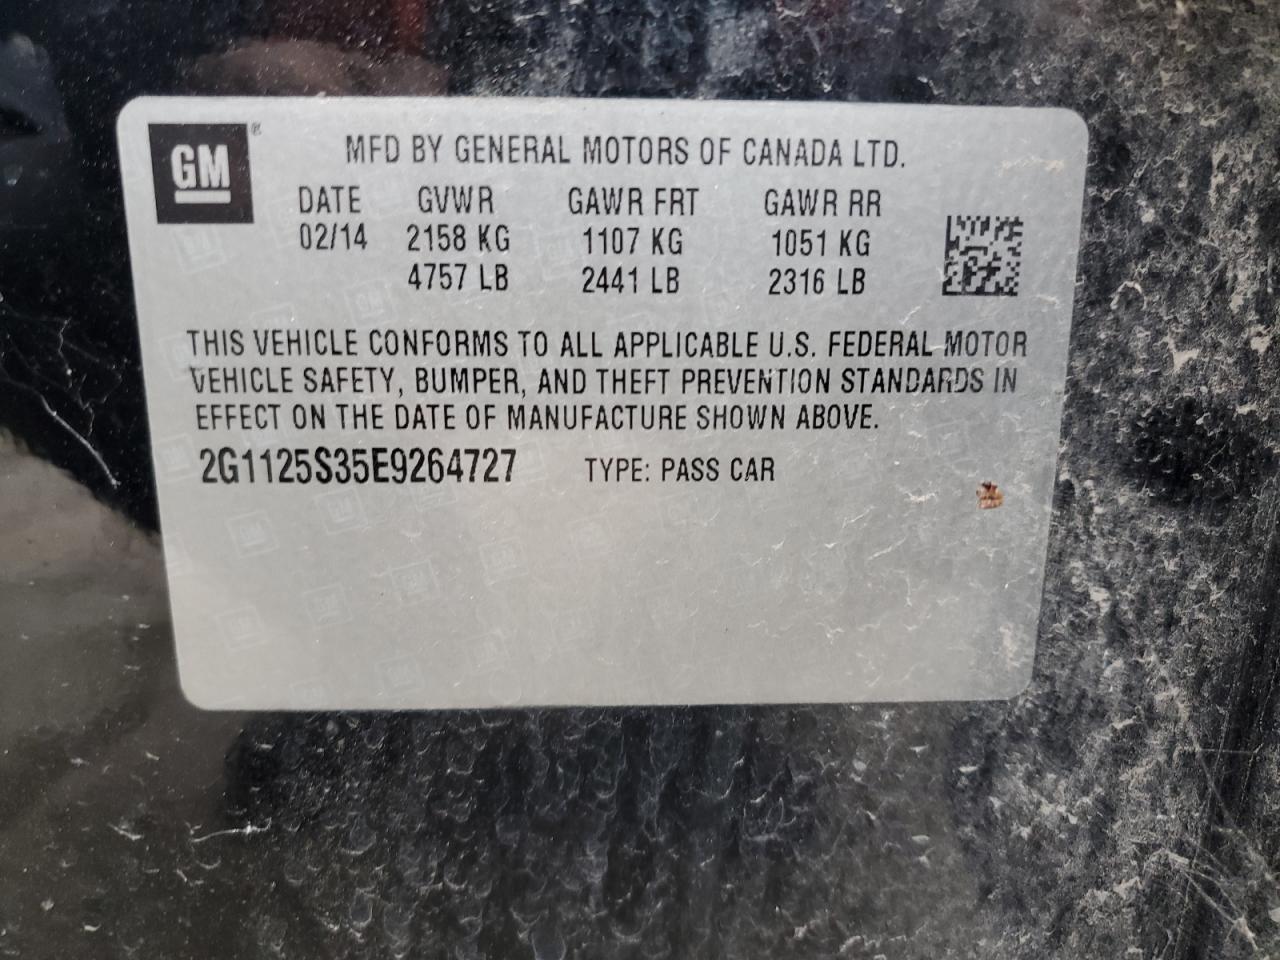 GM®
MFD BY GENERAL MOTORS OF CANADA LTD.
DATE GVWR GAWR FRT GAWR RR
02/14 2158 KG 1107 KG 1051 KG
4757 LB 2441 LB 2316 LB
THIS VEHICLE CONFORMS TO ALL APPLICABLE U.S. FEDERAL MOTOR
VEHICLE SAFETY, BUMPER, AND THEFT PREVENTION STANDARDS IN
EFFECT ON THE DATE OF MANUFACTURE SHOWN ABOVE.
2G1125S35E9264727 TYPE: PASS CAR